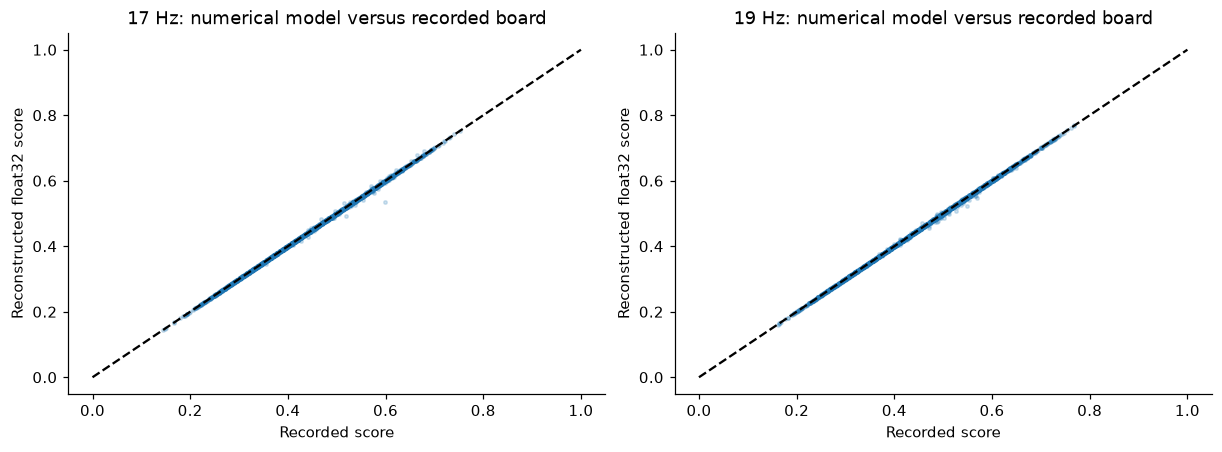 17 Hz: numerical model versus recorded board
Reconstructed float32 score
1.0
0.8
0.6
0.4
0.2
0.0
0.0 0.2 0.4 0.6 0.8 1.0
Recorded score
19 Hz: numerical model versus recorded board
Reconstructed float32 score
1.0
0.8
0.6
0.4
0.2
0.0
0.0 0.2 0.4 0.6 0.8 1.0
Recorded score